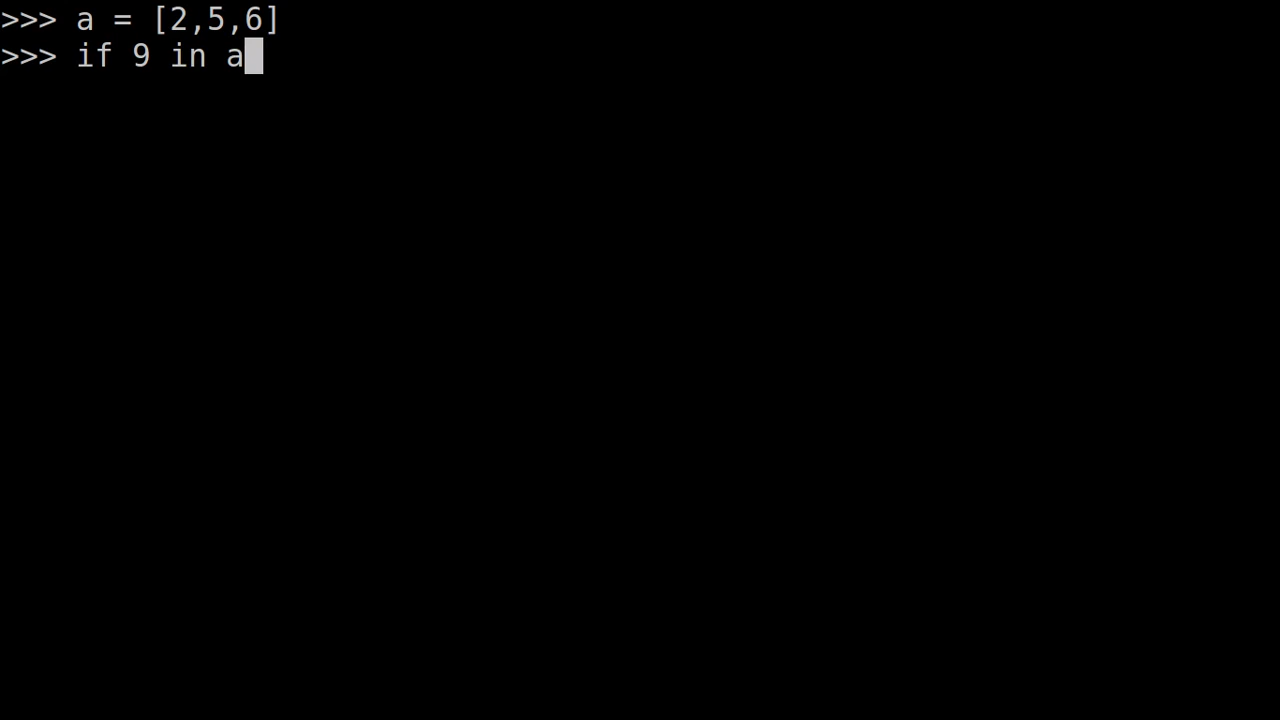 >>> a = [2,5,6]
>>> if 9 in a